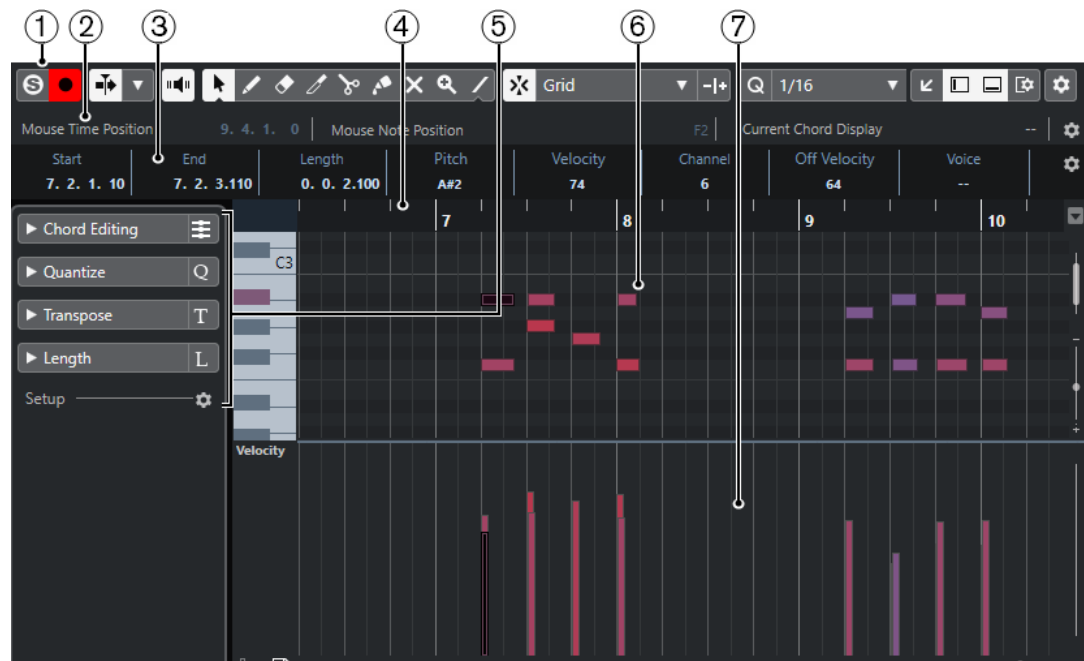 1 2 3 4 5 6 7
S Grid Q 1/16
Mouse Time Position 9. 4. 1. 0 Mouse Note Position F2 Current Chord Display --
Start End Length Pitch Velocity Channel Off Velocity Voice
7. 2. 1. 10 7. 2. 3.110 0. 0. 2.100 A#2 74 6 64 --
7 8 9 10
Chord Editing
C3
Quantize Q
Transpose T
Length L
Setup
Velocity